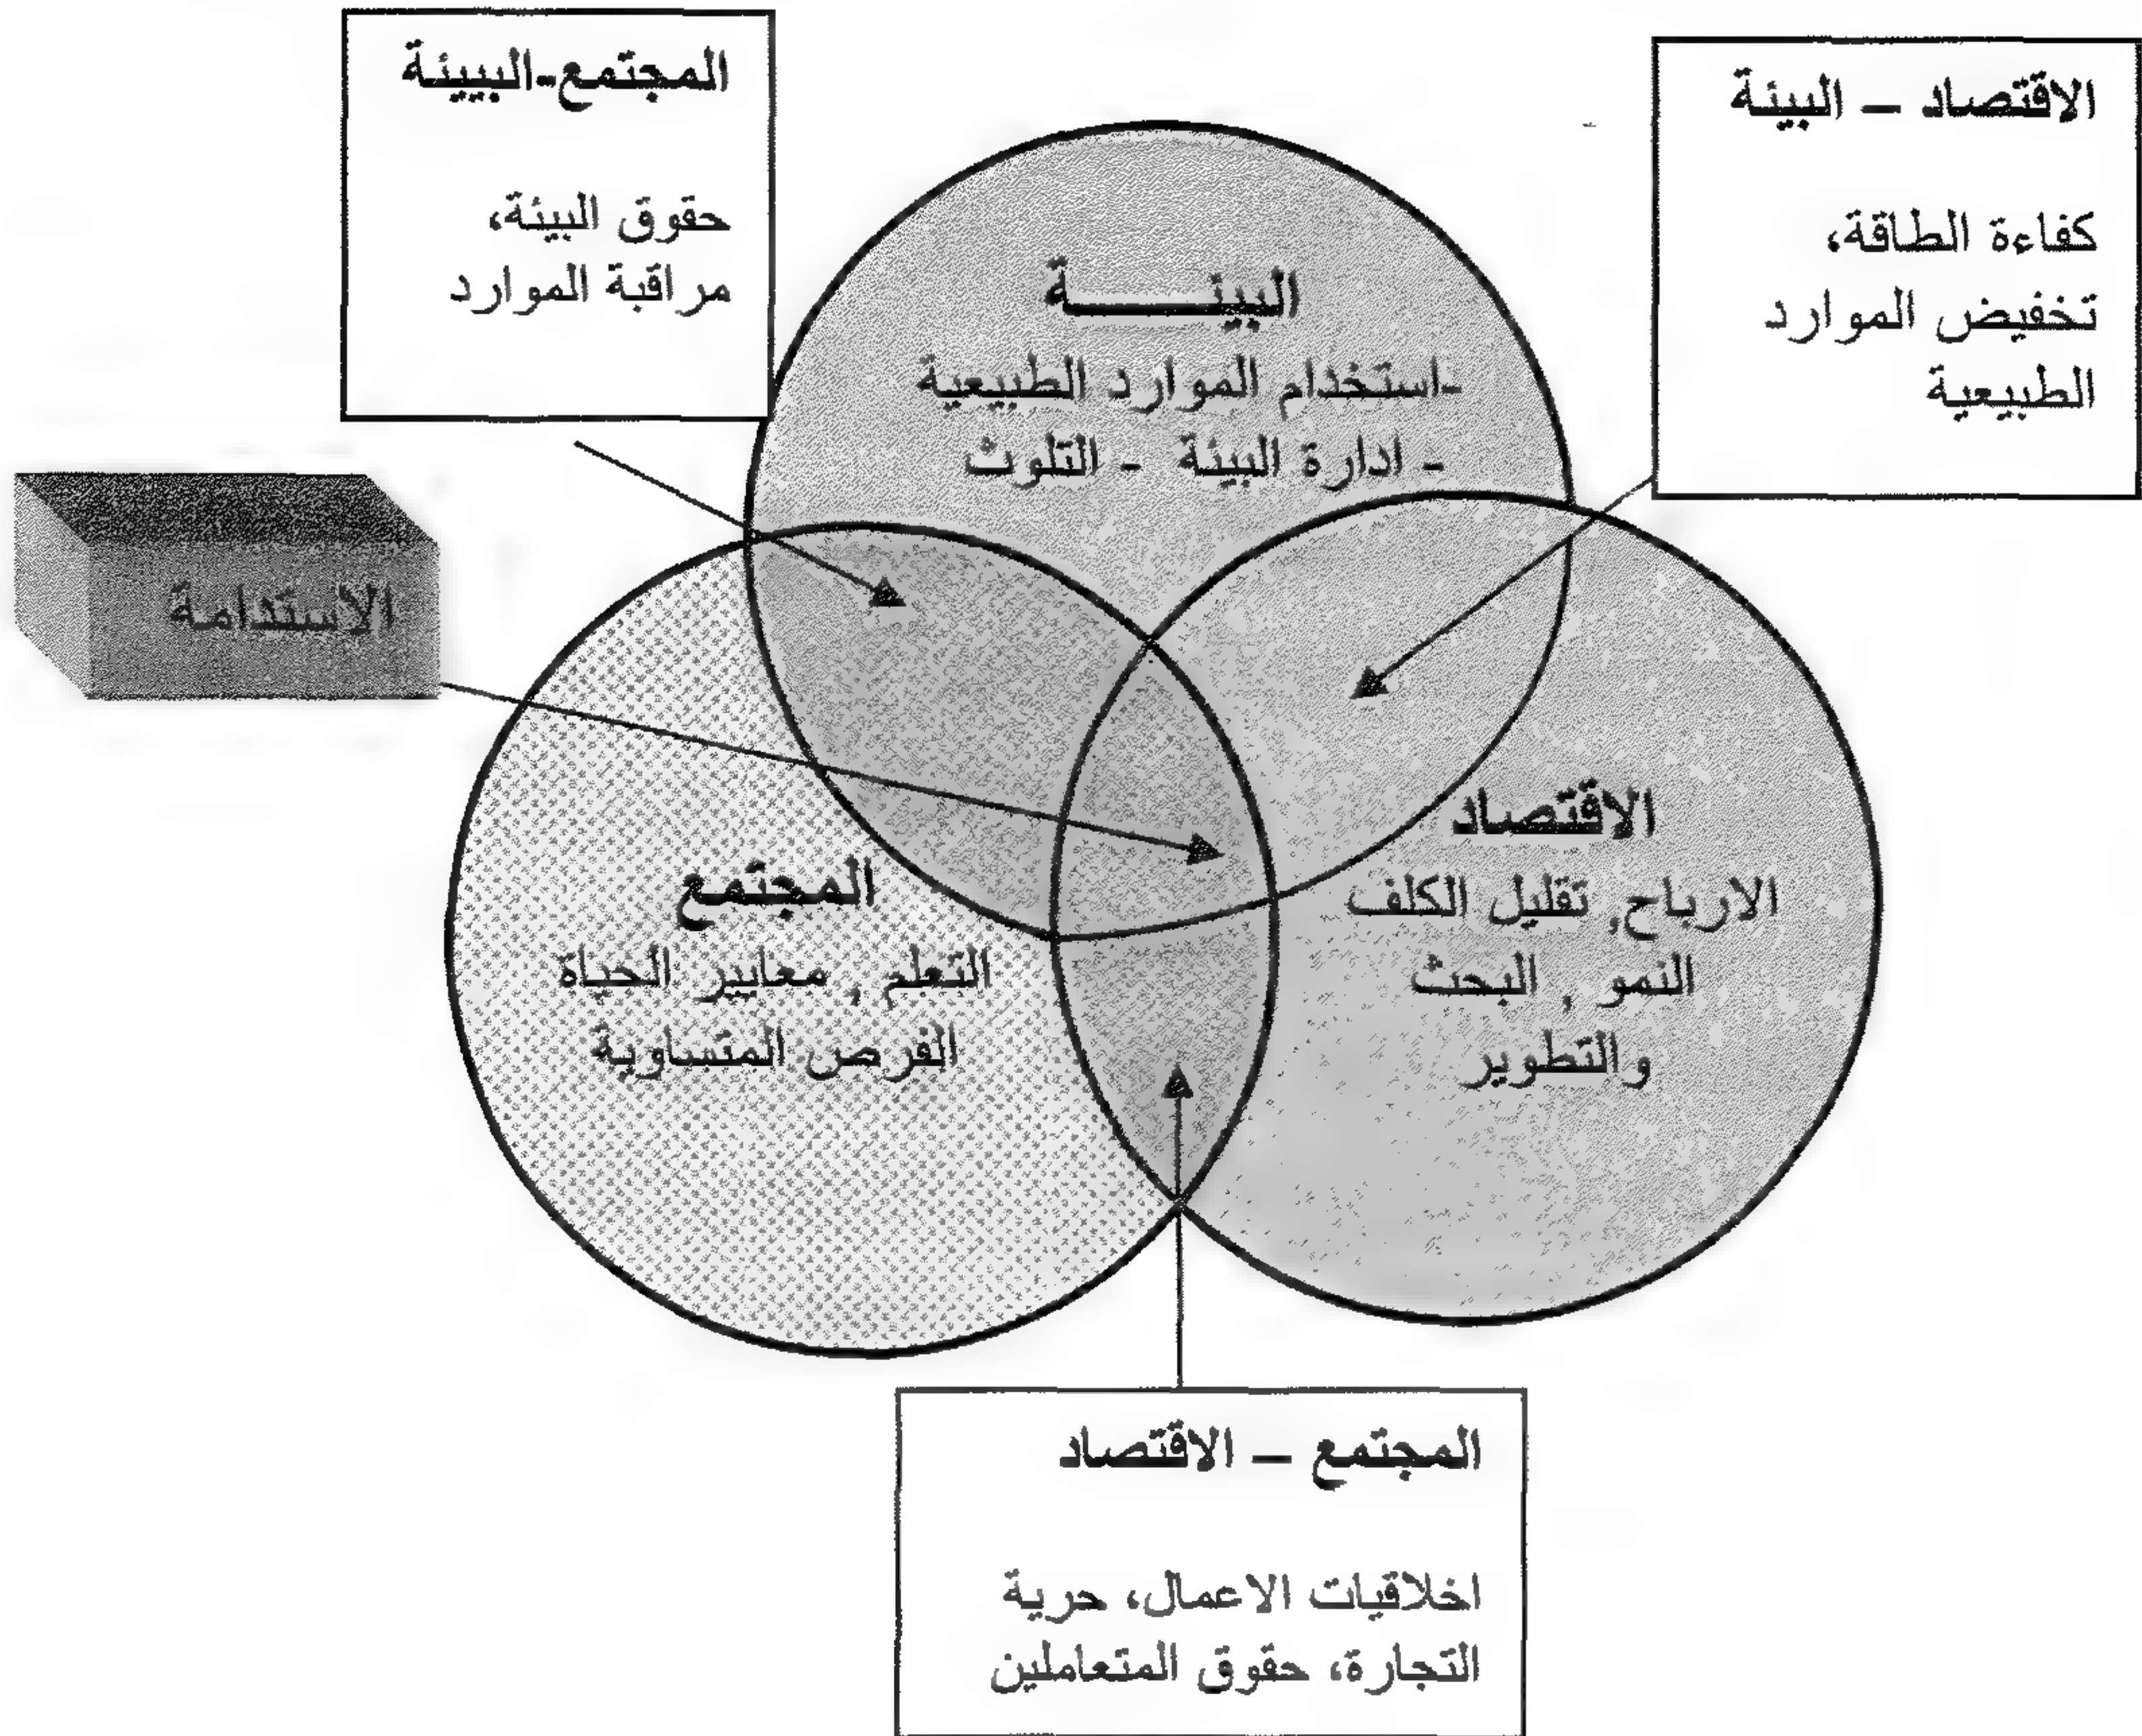 المجتمع-البييئة
حقوق البيئة،
مراقبة الموارد
الاقتصاد – البيئة
كفاءة الطاقة،
تخفيض الموارد
الطبيعية
البيئـــــــة
-استخدام الموارد الطبيعية
- ادارة البيئة - التلوث
الاستدامة
الاقتصاد
الارباح, تقليل الكلف
النمو , البحث
والتطوير
المجتمع
التعلم , معايير الحياة
الفرص المتساوية
المجتمع – الاقتصاد
اخلاقيات الاعمال، حرية
التجارة، حقوق المتعاملين